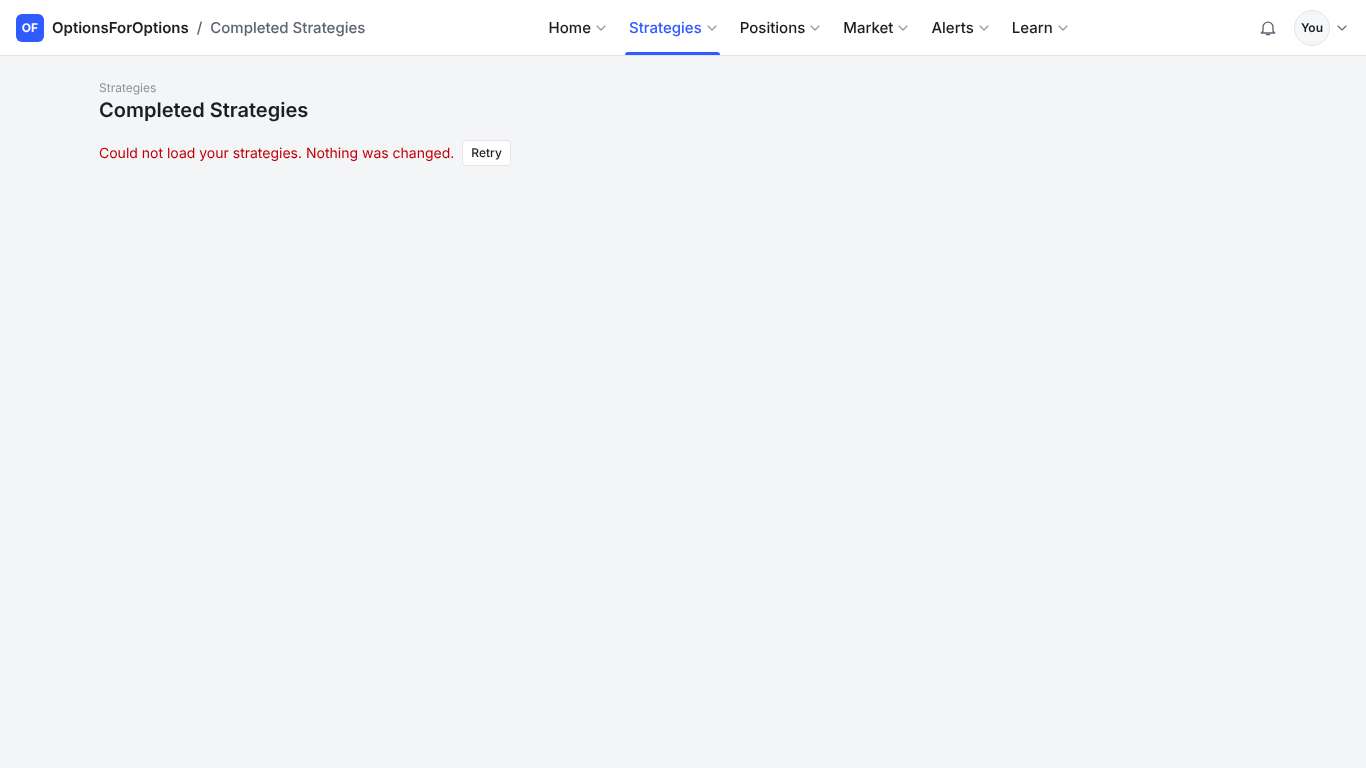 OF OptionsForOptions / Completed Strategies Home Strategies Positions Market Alerts Learn You
Strategies
Completed Strategies
Could not load your strategies. Nothing was changed. Retry